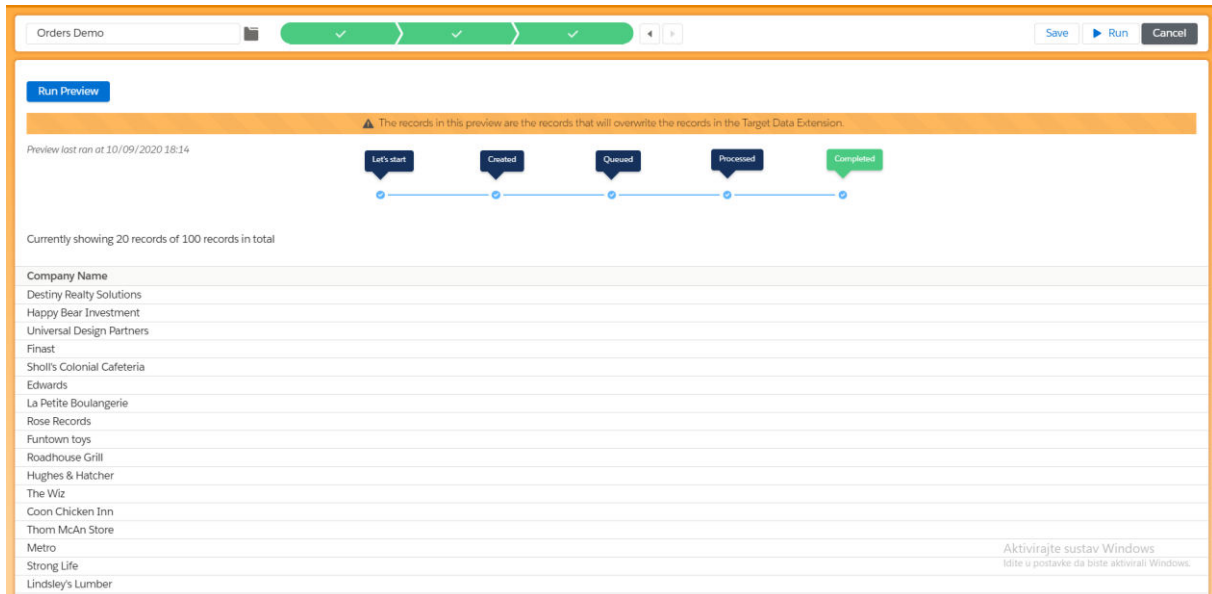 Orders Demo
Save
Run
Cancel
Run Preview
The records in this preview are the records that will overwrite the records in the Target Data Extension.
Preview last ran at 10/09/2020 18:14
Let's start
Created
Queued
Processed
Completed
Currently showing 20 records of 100 records in total
Company Name
Destiny Realty Solutions
Happy Bear Investment
Universal Design Partners
Finast
Sholl's Colonial Cafeteria
Edwards
La Petite Boulangerie
Rose Records
Funtown toys
Roadhouse Grill
Hughes & Hatcher
The Wiz
Coon Chicken Inn
Thom McAn Store
Metro
Strong Life
Lindsley's Lumber
Aktivirajte sustav Windows
Idite u postavke da biste aktivirali Windows.